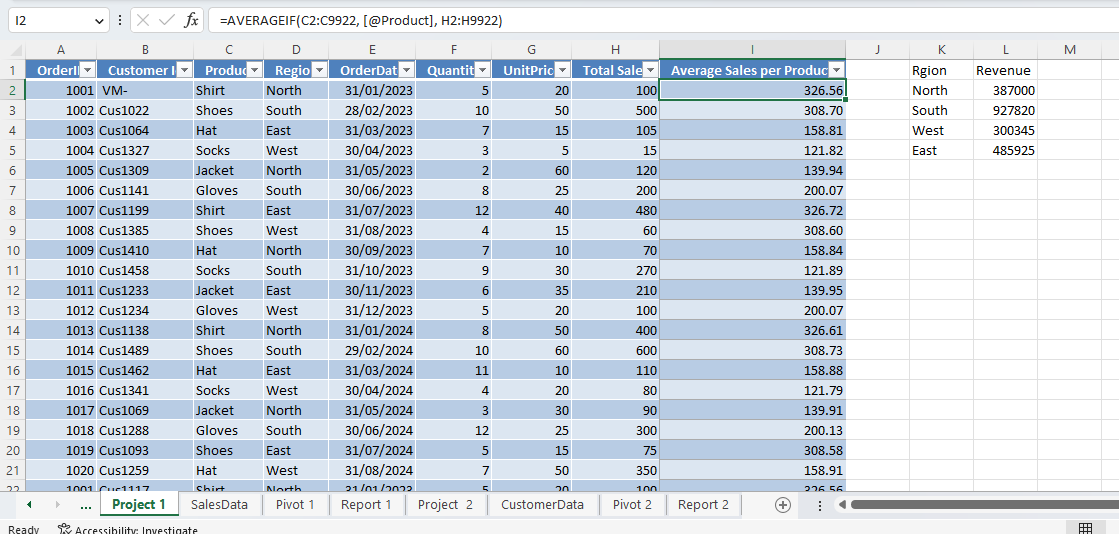 I2 fx =AVERAGEIF(C2:C9922, [@Product], H2:H9922)
A B C D E F G H I J K L M
1 OrderI Customer I Produc Regio OrderDat Quantit UnitPric Total Sale Average Sales per Produc Rgion Revenue
2 1001 VM- Shirt North 31/01/2023 5 20 100 326.56 North 387000
3 1002 Cus1022 Shoes South 28/02/2023 10 50 500 308.70 South 927820
4 1003 Cus1064 Hat East 31/03/2023 7 15 105 158.81 West 300345
5 1004 Cus1327 Socks West 30/04/2023 3 5 15 121.82 East 485925
6 1005 Cus1309 Jacket North 31/05/2023 2 60 120 139.94
7 1006 Cus1141 Gloves South 30/06/2023 8 25 200 200.07
8 1007 Cus1199 Shirt East 31/07/2023 12 40 480 326.72
9 1008 Cus1385 Shoes West 31/08/2023 4 15 60 308.60
10 1009 Cus1410 Hat North 30/09/2023 7 10 70 158.84
11 1010 Cus1458 Socks South 31/10/2023 9 30 270 121.89
12 1011 Cus1233 Jacket East 30/11/2023 6 35 210 139.95
13 1012 Cus1234 Gloves West 31/12/2023 5 20 100 200.07
14 1013 Cus1138 Shirt North 31/01/2024 8 50 400 326.61
15 1014 Cus1489 Shoes South 29/02/2024 10 60 600 308.73
16 1015 Cus1462 Hat East 31/03/2024 11 10 110 158.88
17 1016 Cus1341 Socks West 30/04/2024 4 20 80 121.79
18 1017 Cus1069 Jacket North 31/05/2024 3 30 90 139.91
19 1018 Cus1288 Gloves South 30/06/2024 12 25 300 200.13
20 1019 Cus1093 Shoes East 31/07/2024 5 15 75 308.58
21 1020 Cus1259 Hat West 31/08/2024 7 50 350 158.91
22 1001 Cus1117 Shirt North 31/01/2023 5 20 100 326.56
... Project 1 SalesData Pivot 1 Report 1 Project 2 CustomerData Pivot 2 Report 2
Ready Accessibility: Investigate